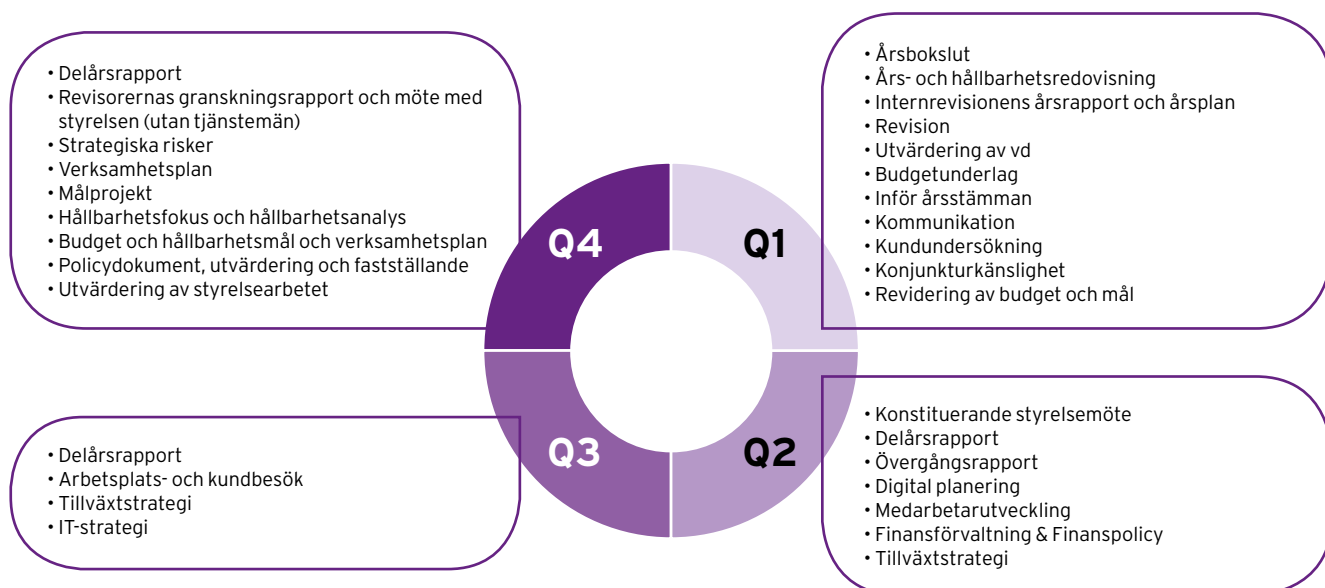 • Delårsrapport
• Revisorernas granskningsrapport och möte med
styrelsen (utan tjänstemän)
• Strategiska risker
• Verksamhetsplan
• Målprojekt
• Hållbarhetsfokus och hållbarhetsanalys
• Budget och hållbarhetsmål och verksamhetsplan
• Policydokument, utvärdering och fastställande
• Utvärdering av styrelsearbetet
Q4
Q1
• Årsbokslut
• Års- och hållbarhetsredovisning
• Internrevisionens årsrapport och årsplan
• Revision
• Utvärdering av vd
• Budgetunderlag
• Inför årsstämman
• Kommunikation
• Kundundersökning
• Konjunkturkänslighet
• Revidering av budget och mål
• Delårsrapport
• Arbetsplats- och kundbesök
• Tillväxtstrategi
• IT-strategi
Q3
Q2
• Konstituerande styrelsemöte
• Delårsrapport
• Övergångsrapport
• Digital planering
• Medarbetarutveckling
• Finansförvaltning & Finanspolicy
• Tillväxtstrategi